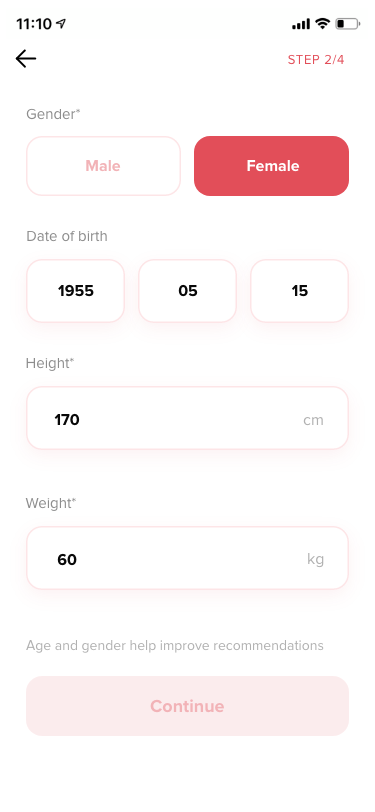 11:10
STEP 2/4
Gender*
Male Female
Date of birth
1955 05 15
Height*
170 cm
Weight*
60 kg
Age and gender help improve recommendations
Continue